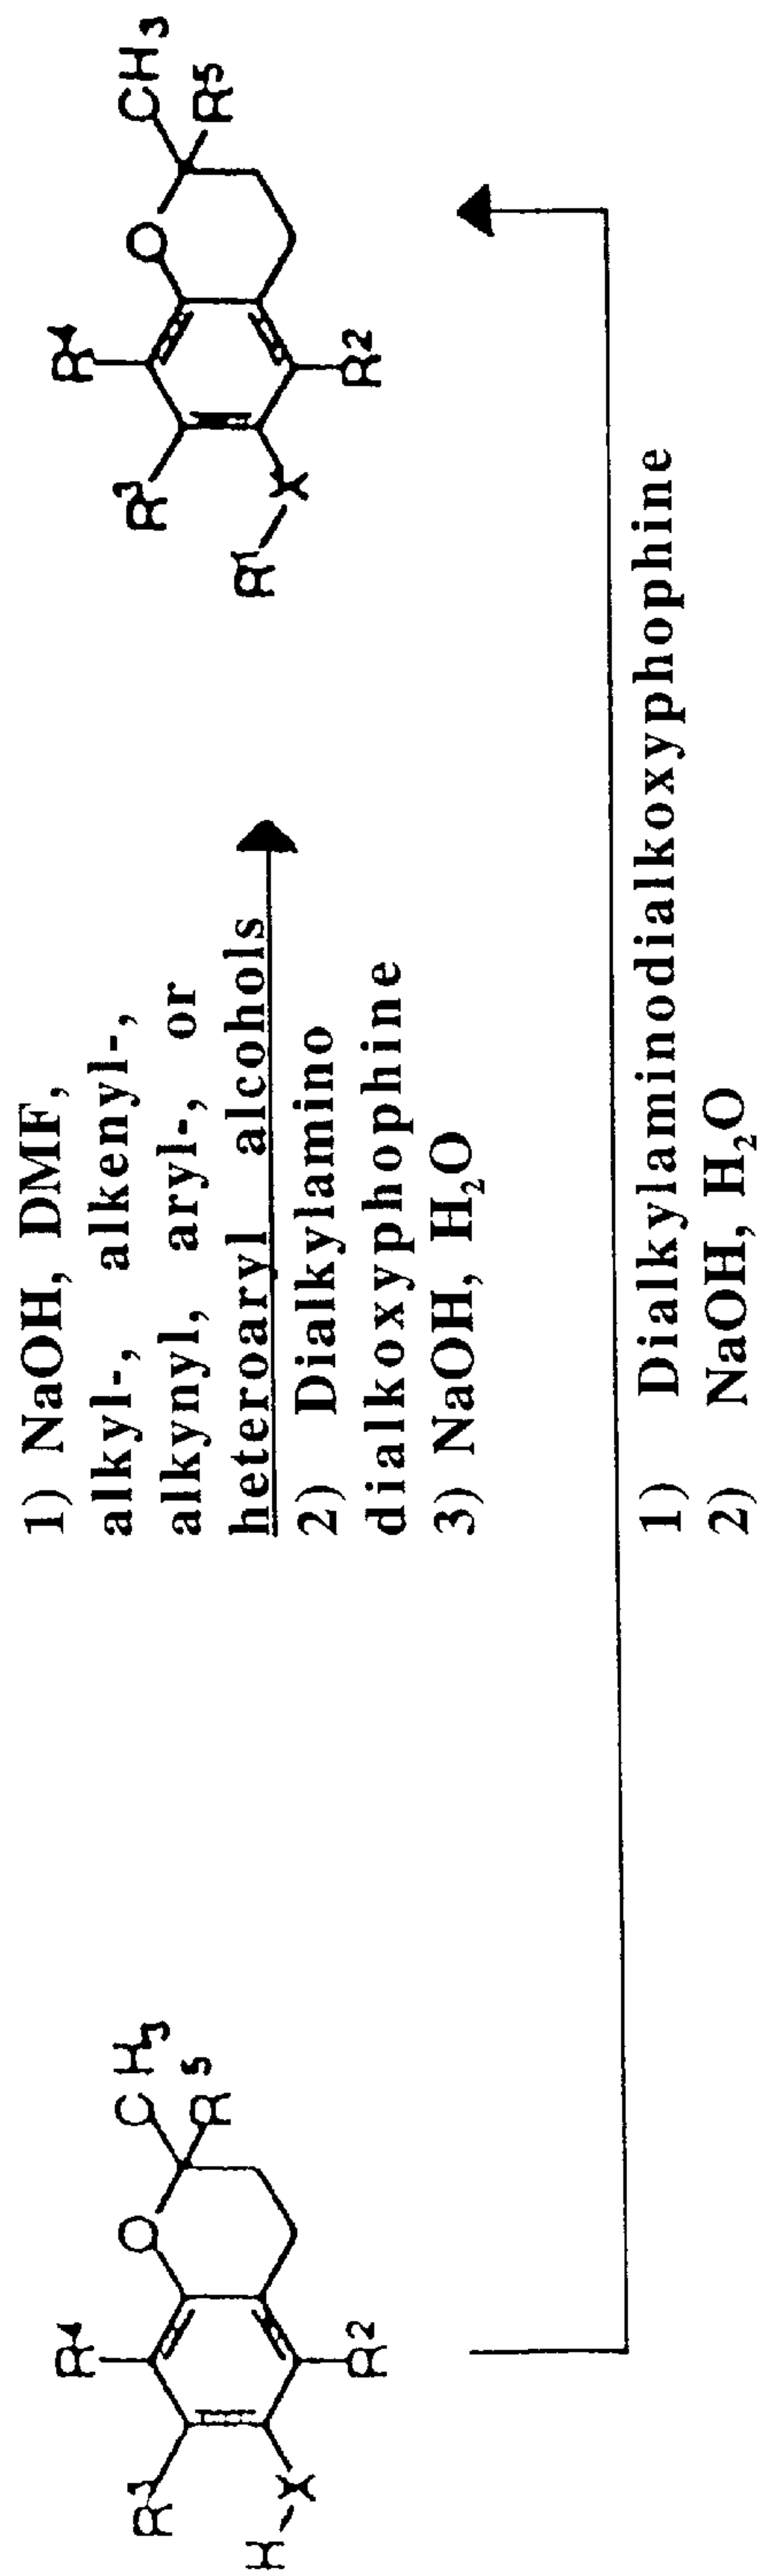 R⁴
CH₃
O
R³
R⁵
H
X
R²
1) NaOH, DMF,
alkyl-, alkenyl-,
alkynyl, aryl-, or
heteroaryl alcohols
2) Dialkylamino
dialkoxyphophine
3) NaOH, H₂O
R⁴
CH₃
O
R³
R⁵
R¹
X
R²
1) Dialkylaminodialkoxyphophine
2) NaOH, H₂O